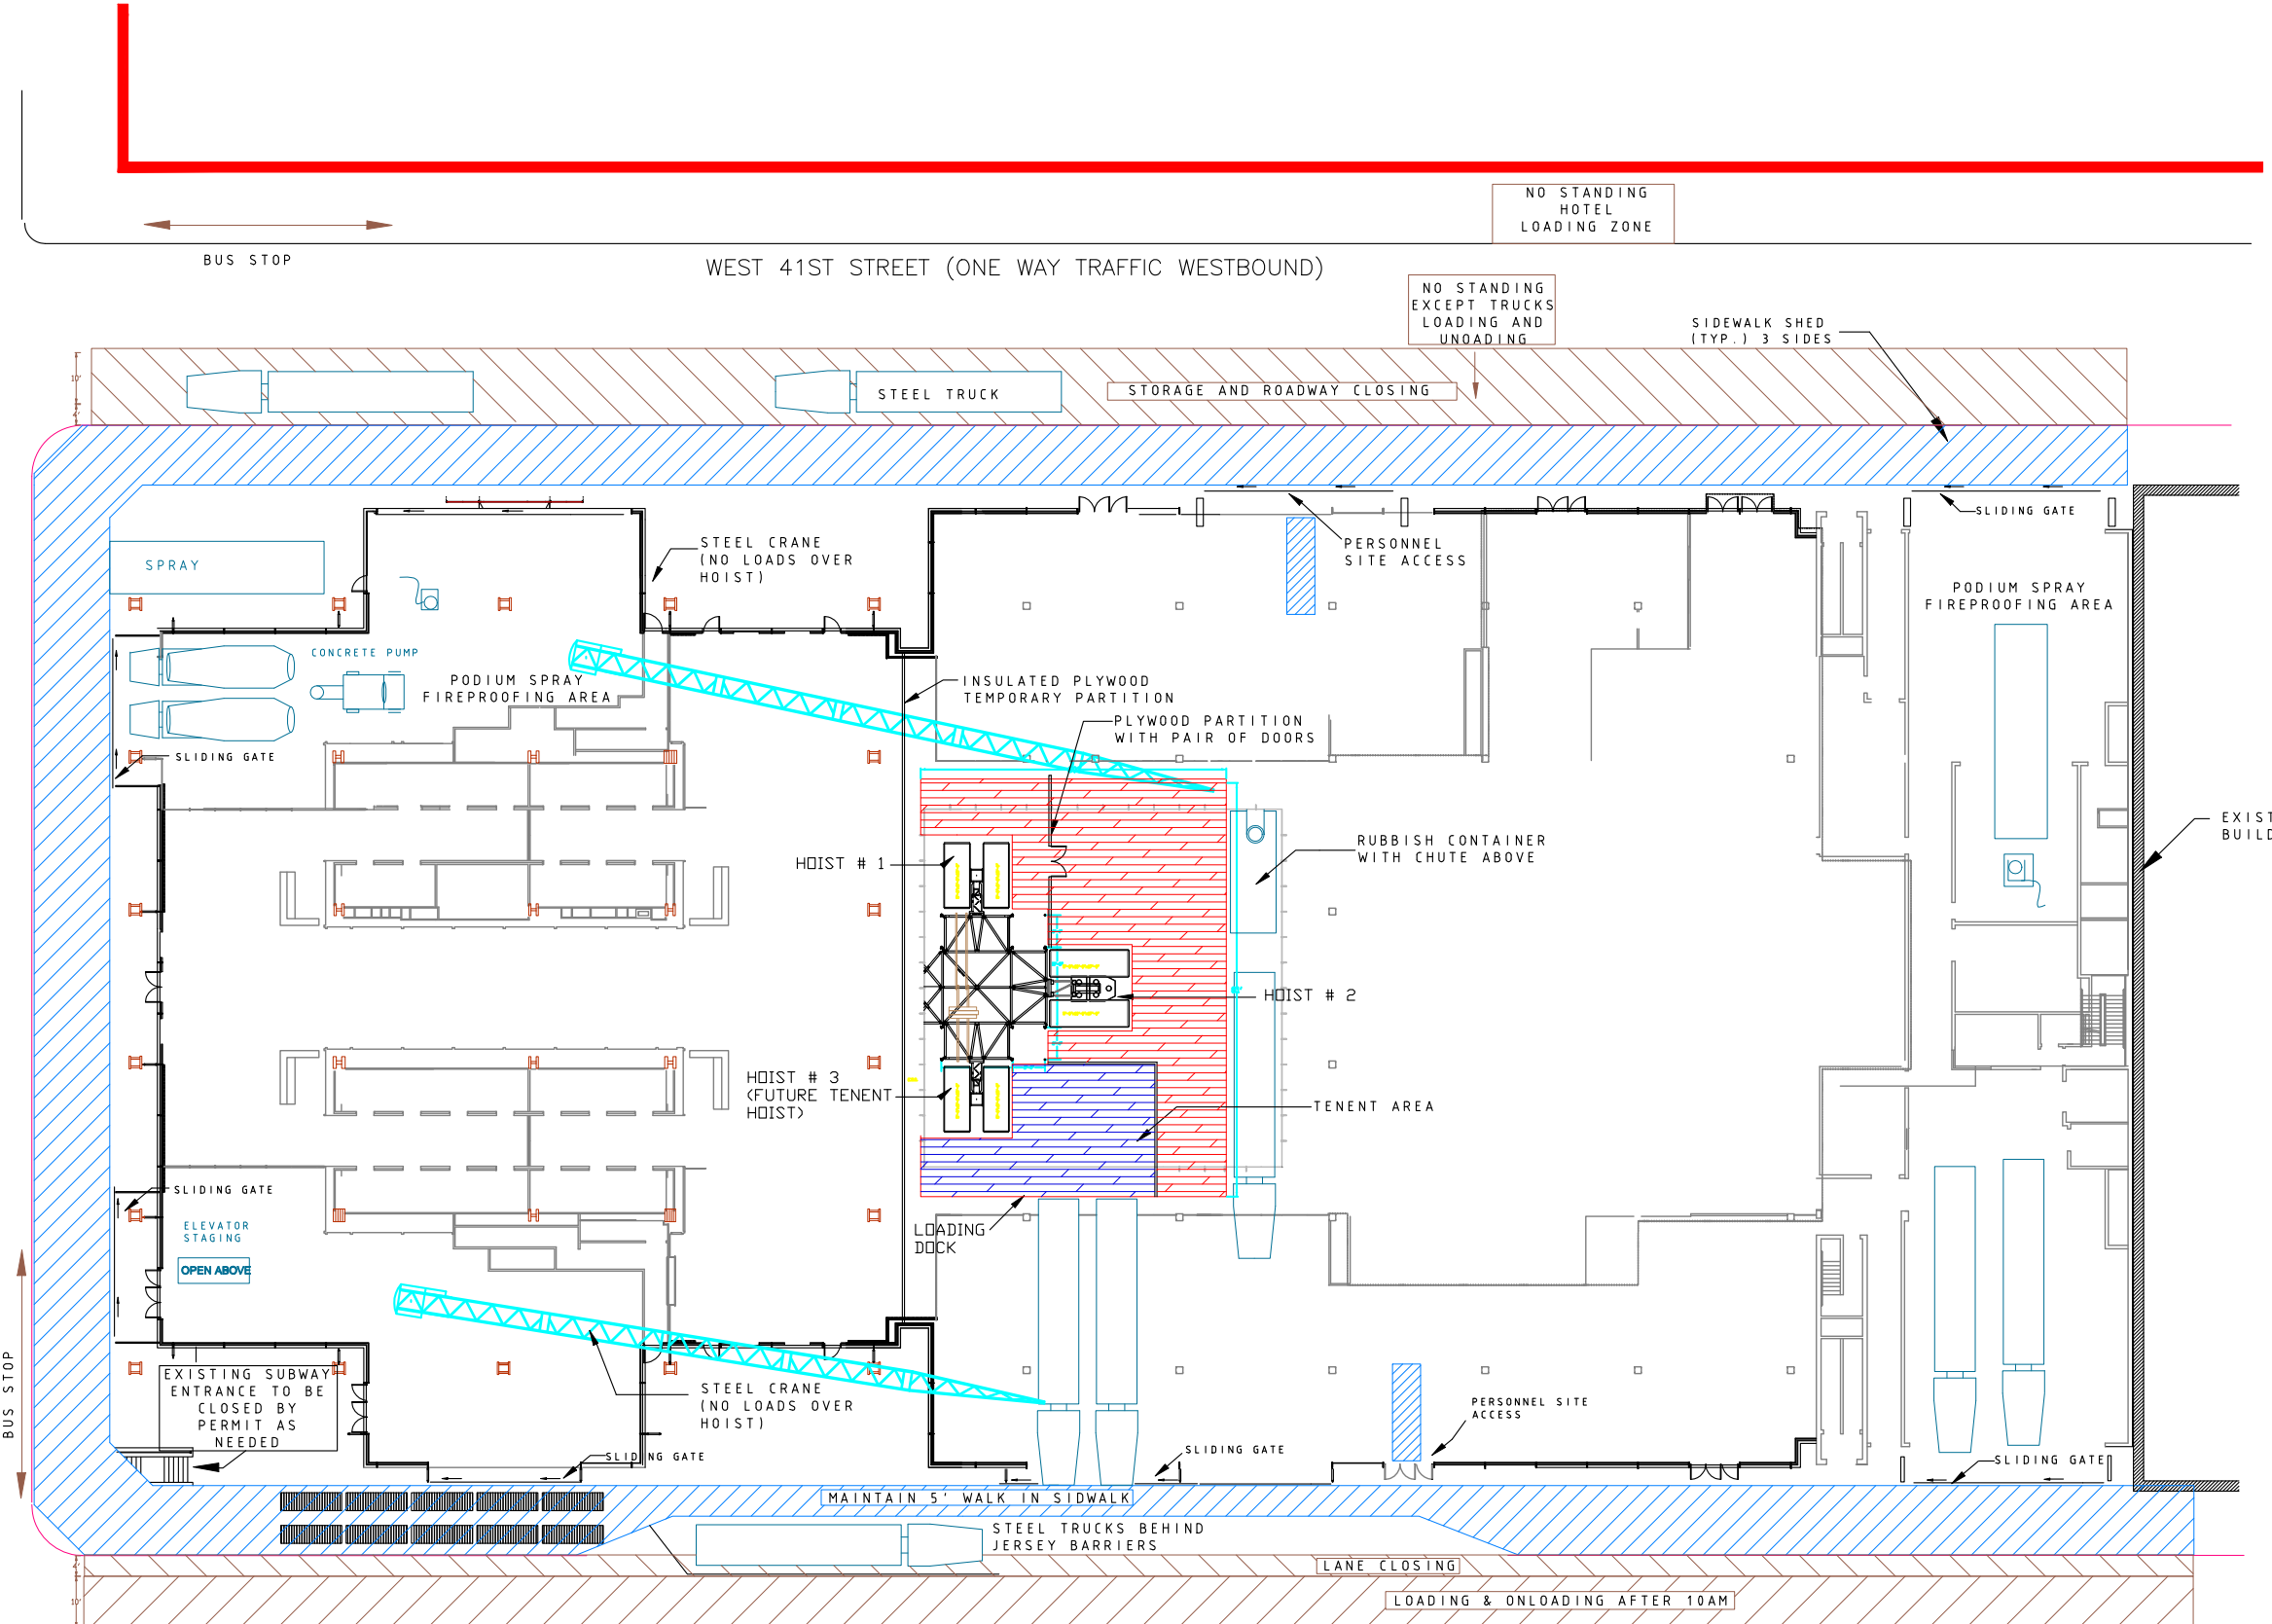 NO STANDING
HOTEL
LOADING ZONE
BUS STOP
WEST 41ST STREET (ONE WAY TRAFFIC WESTBOUND)
NO STANDING
EXCEPT TRUCKS
LOADING AND
UNOADING
SIDEWALK SHED
(TYP.) 3 SIDES
10'
STEEL TRUCK
STORAGE AND ROADWAY CLOSING
SLIDING GATE
SPRAY
STEEL CRANE
(NO LOADS OVER
HOIST)
PERSONNEL
SITE ACCESS
PODIUM SPRAY
FIREPROOFING AREA
CONCRETE PUMP
PODIUM SPRAY
FIREPROOFING AREA
INSULATED PLYWOOD
TEMPORARY PARTITION
PLYWOOD PARTITION
WITH PAIR OF DOORS
SLIDING GATE
HOIST # 1
RUBBISH CONTAINER
WITH CHUTE ABOVE
EXIST
BUILD
HOIST # 2
HOIST # 3
(FUTURE TENENT
HOIST)
TENENT AREA
SLIDING GATE
ELEVATOR
STAGING
OPEN ABOVE
LOADING
DOCK
BUS STOP
EXISTING SUBWAY
ENTRANCE TO BE
CLOSED BY
PERMIT AS
NEEDED
STEEL CRANE
(NO LOADS OVER
HOIST)
PERSONNEL SITE
ACCESS
SLIDING GATE
SLIDING GATE
SLIDING GATE
MAINTAIN 5' WALK IN SIDWALK
STEEL TRUCKS BEHIND
JERSEY BARRIERS
LANE CLOSING
LOADING & ONLOADING AFTER 10AM
10'